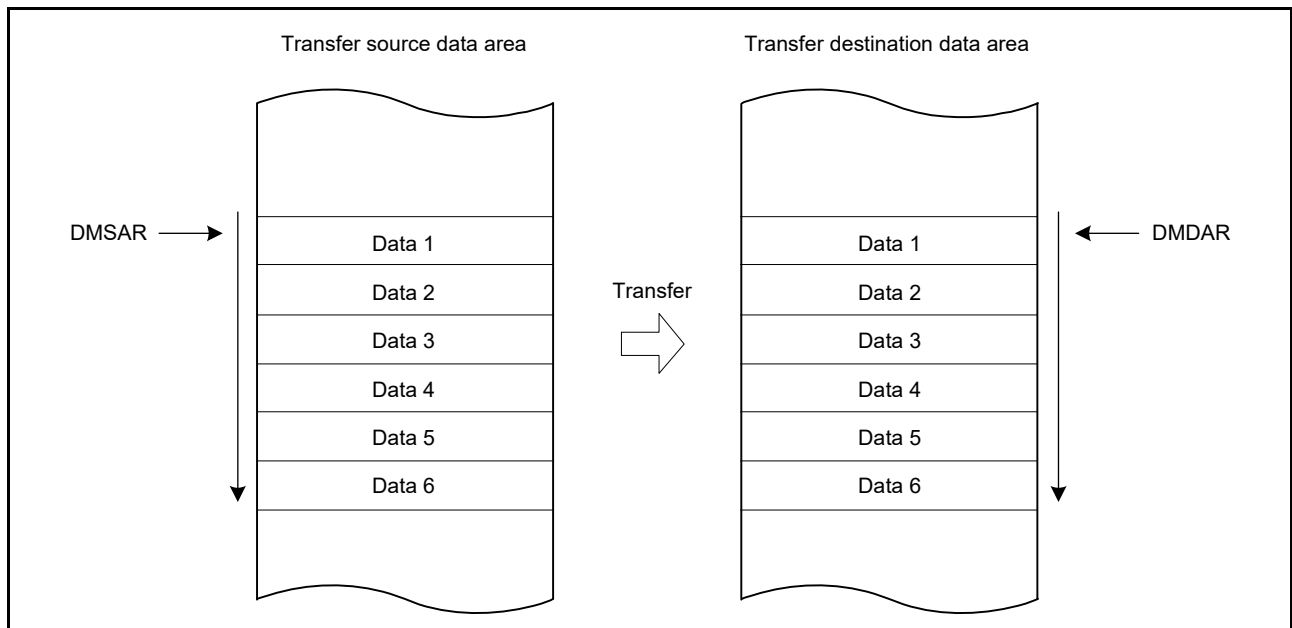 Transfer source data area
Transfer destination data area
DMSAR
Data 1
Data 1
DMDAR
Data 2
Transfer
Data 2
Data 3
Data 3
Data 4
Data 4
Data 5
Data 5
Data 6
Data 6